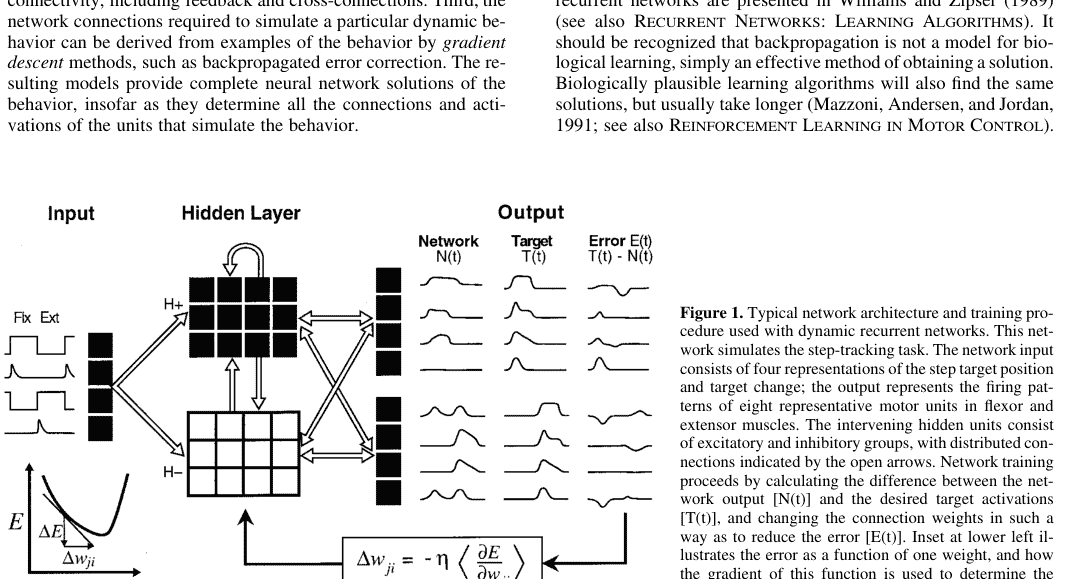 connectivity, including feedback and cross-connections. Third, the
network connections required to simulate a particular dynamic be-
havior can be derived from examples of the behavior by gradient
descent methods, such as backpropagated error correction. The re-
sulting models provide complete neural network solutions of the
behavior, insofar as they determine all the connections and acti-
vations of the units that simulate the behavior.
recurrent networks are presented in Williams and Zipser (1989)
(see also RECURRENT NETWORKS: LEARNING ALGORITHMS). It
should be recognized that backpropagation is not a model for bio-
logical learning, simply an effective method of obtaining a solution.
Biologically plausible learning algorithms will also find the same
solutions, but usually take longer (Mazzoni, Andersen, and Jordan,
1991; see also REINFORCEMENT LEARNING IN MOTOR CONTROL).
Input
Hidden Layer
Output
Network
N(t)
Target
T(t)
Error E(t)
T(t) - N(t)
Fix Ext
H+
H−
E
ΔE
Δw_ji
Δw_ji = -η ⟨ ∂E / ∂w ⟩
Figure 1. Typical network architecture and training pro-
cedure used with dynamic recurrent networks. This net-
work simulates the step-tracking task. The network input
consists of four representations of the step target position
and target change; the output represents the firing pat-
terns of eight representative motor units in flexor and
extensor muscles. The intervening hidden units consist
of excitatory and inhibitory groups, with distributed con-
nections indicated by the open arrows. Network training
proceeds by calculating the difference between the net-
work output [N(t)] and the desired target activations
[T(t)], and changing the connection weights in such a
way as to reduce the error [E(t)]. Inset at lower left il-
lustrates the error as a function of one weight, and how
the gradient of this function is used to determine the